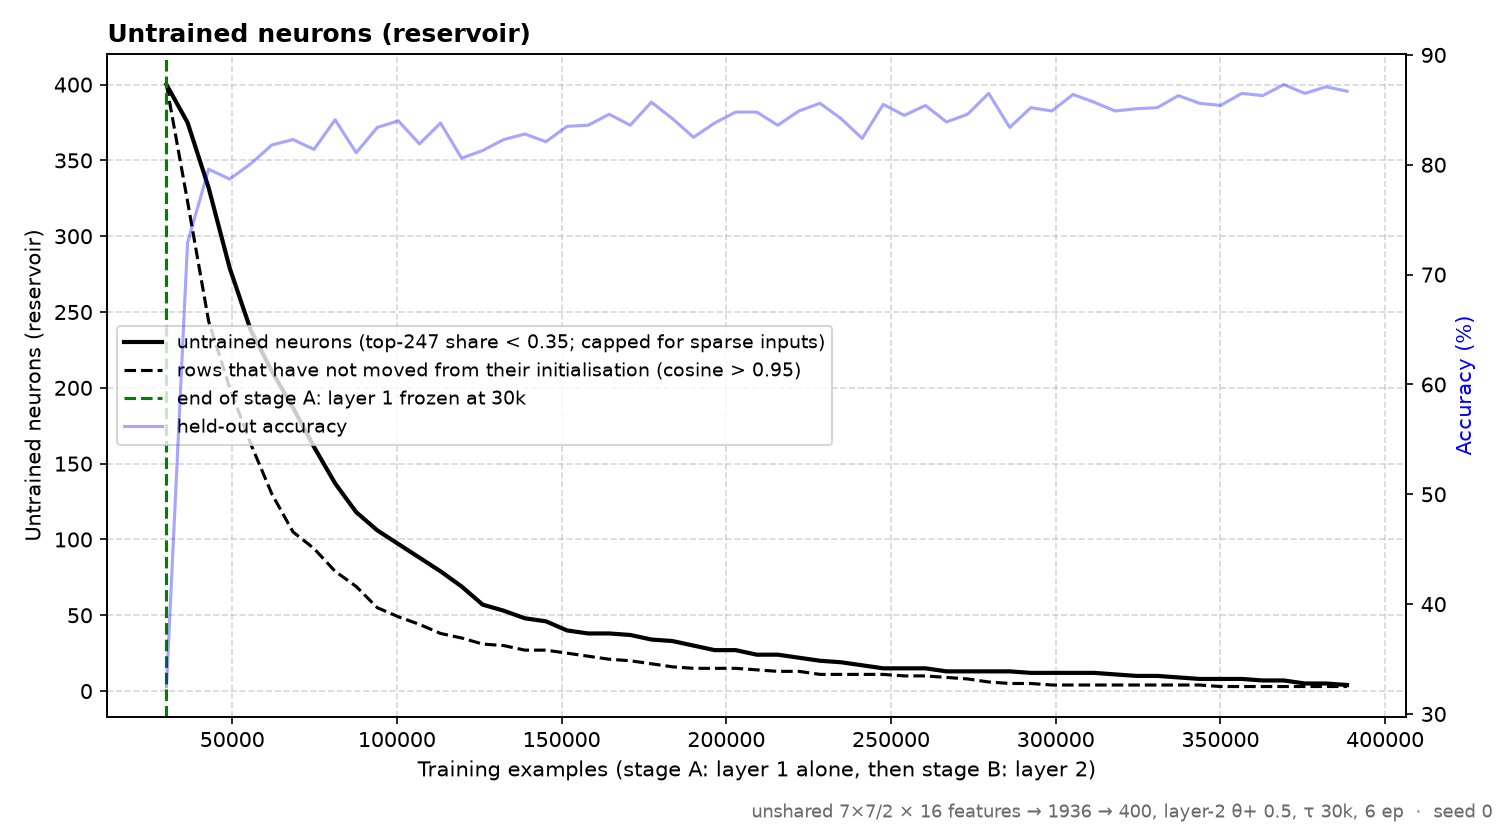 Untrained neurons (reservoir)
Untrained neurons (reservoir)
400
350
300
250
200
150
100
50
0
90
80
70
60
50
40
30
Accuracy (%)
untrained neurons (top-247 share < 0.35; capped for sparse inputs)
rows that have not moved from their initialisation (cosine > 0.95)
end of stage A: layer 1 frozen at 30k
held-out accuracy
50000 100000 150000 200000 250000 300000 350000 400000
Training examples (stage A: layer 1 alone, then stage B: layer 2)
unshared 7×7/2 × 16 features → 1936 → 400, layer-2 θ+ 0.5, τ 30k, 6 ep · seed 0